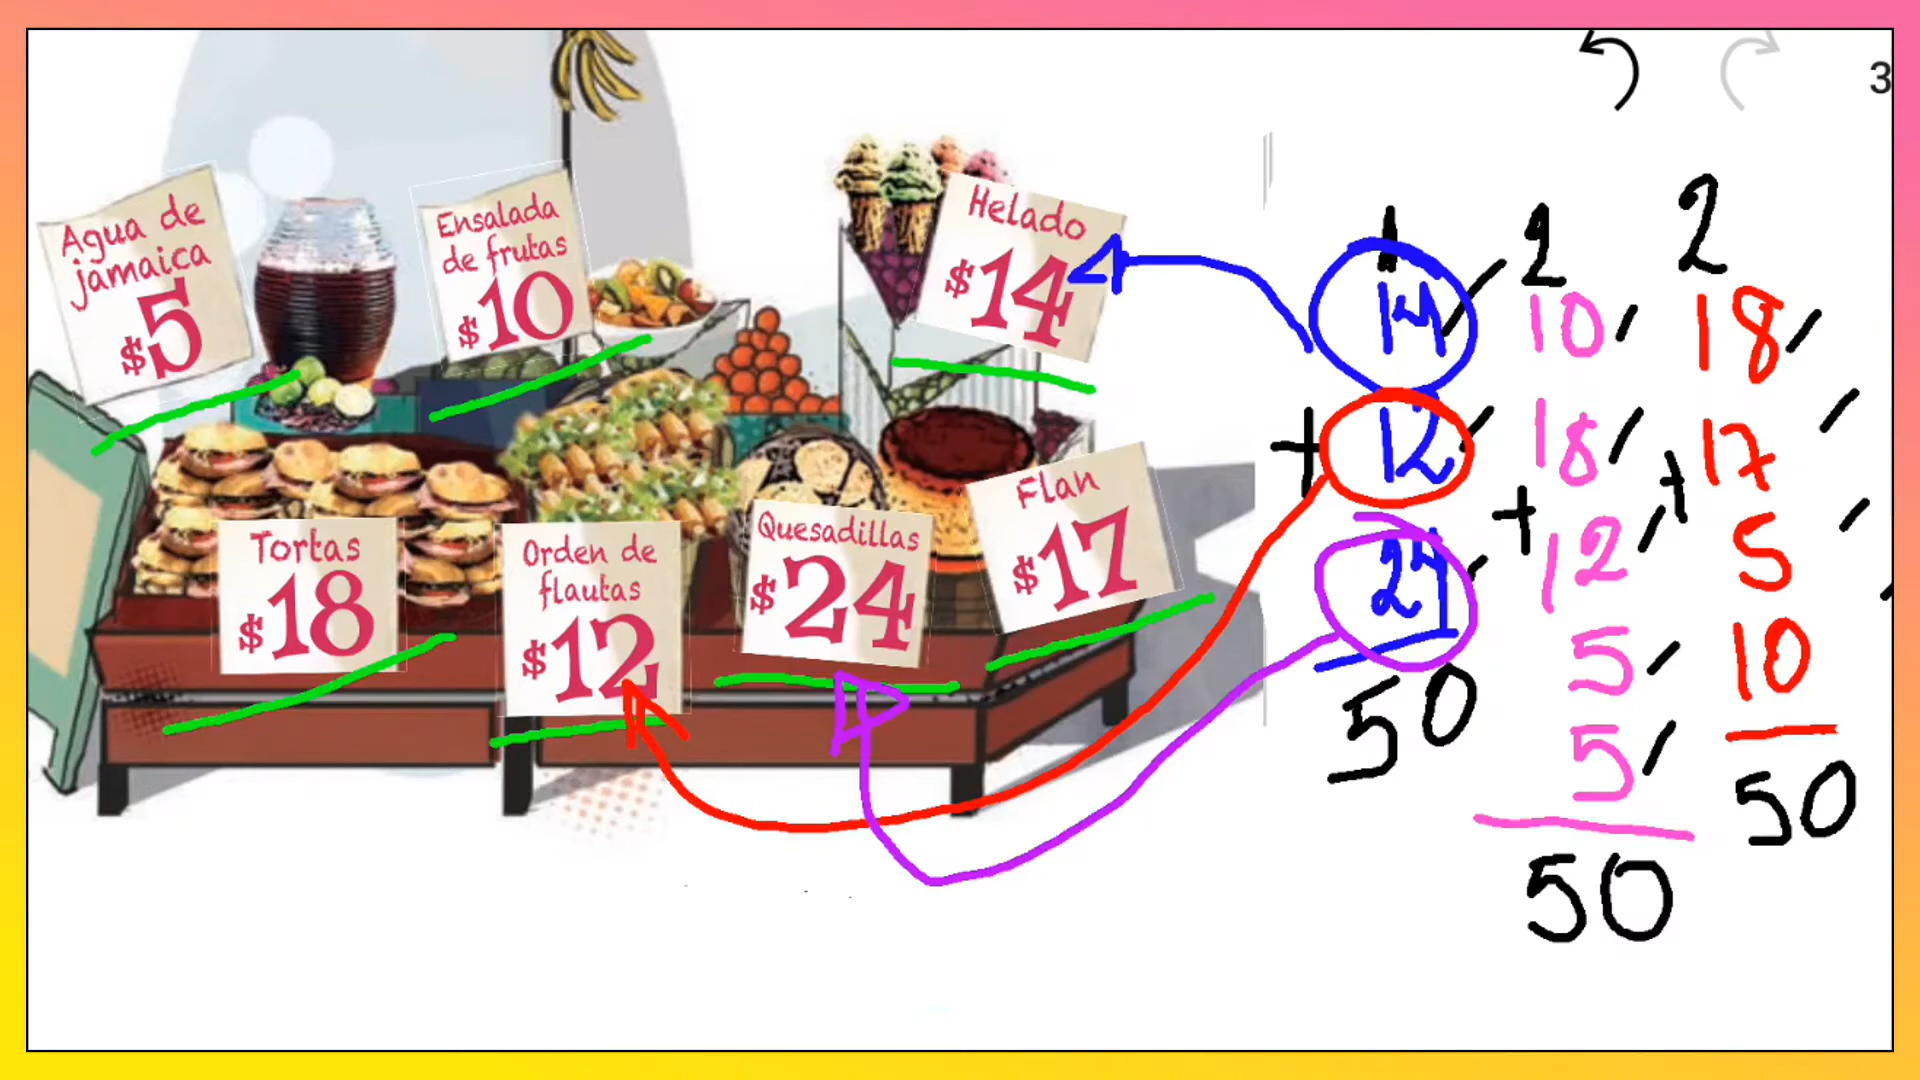 3
Agua de
jamaica
$5
Ensalada
de frutas
$10
Helado
$14
Tortas
$18
Orden de
flautas
$12
Quesadillas
$24
Flan
$17
1
14
+ 12
24
50
2
10
18
+ 12
5
5
50
2
18
+ 17
5
10
50